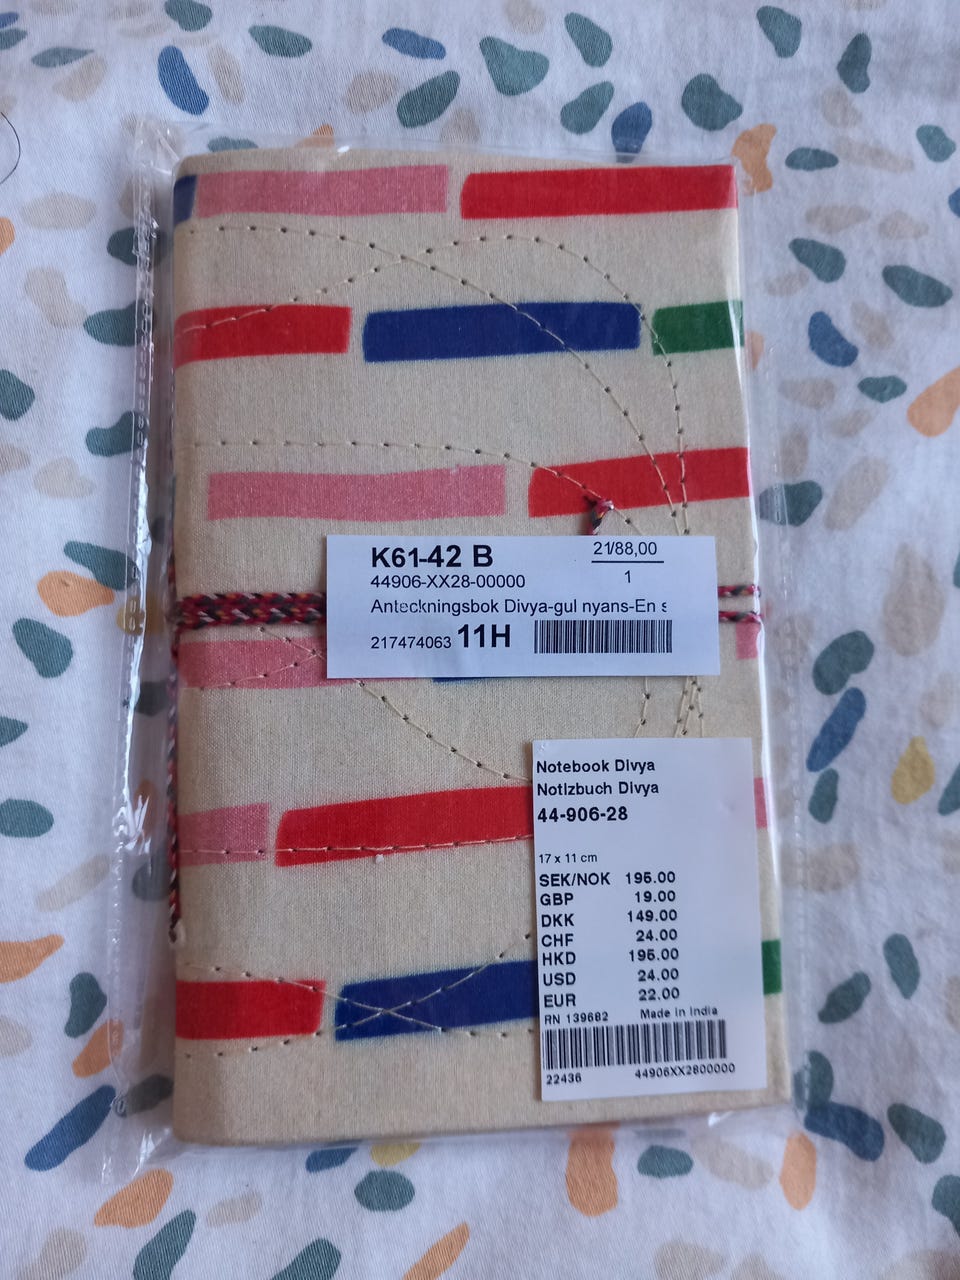 K61-42 B
21/88,00
1
44906-XX28-00000
Anteckningsbok Divya-gul nyans-En s
217474063 11H
Notebook Divya
Notizbuch Divya
44-906-28
17 x 11 cm
SEK/NOK 195.00
GBP 19.00
DKK 149.00
CHF 24.00
HKD 195.00
USD 24.00
EUR 22.00
RN 139682 Made in India
22436 44906XX2800000